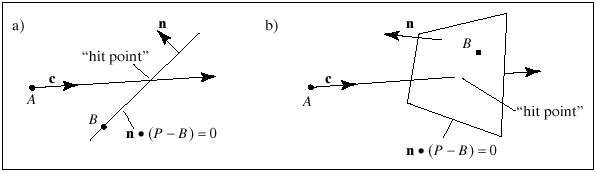 a)
n
"hit point"
c
A
B
n • (P – B) = 0
b)
n
B
c
A
"hit point"
n • (P – B) = 0